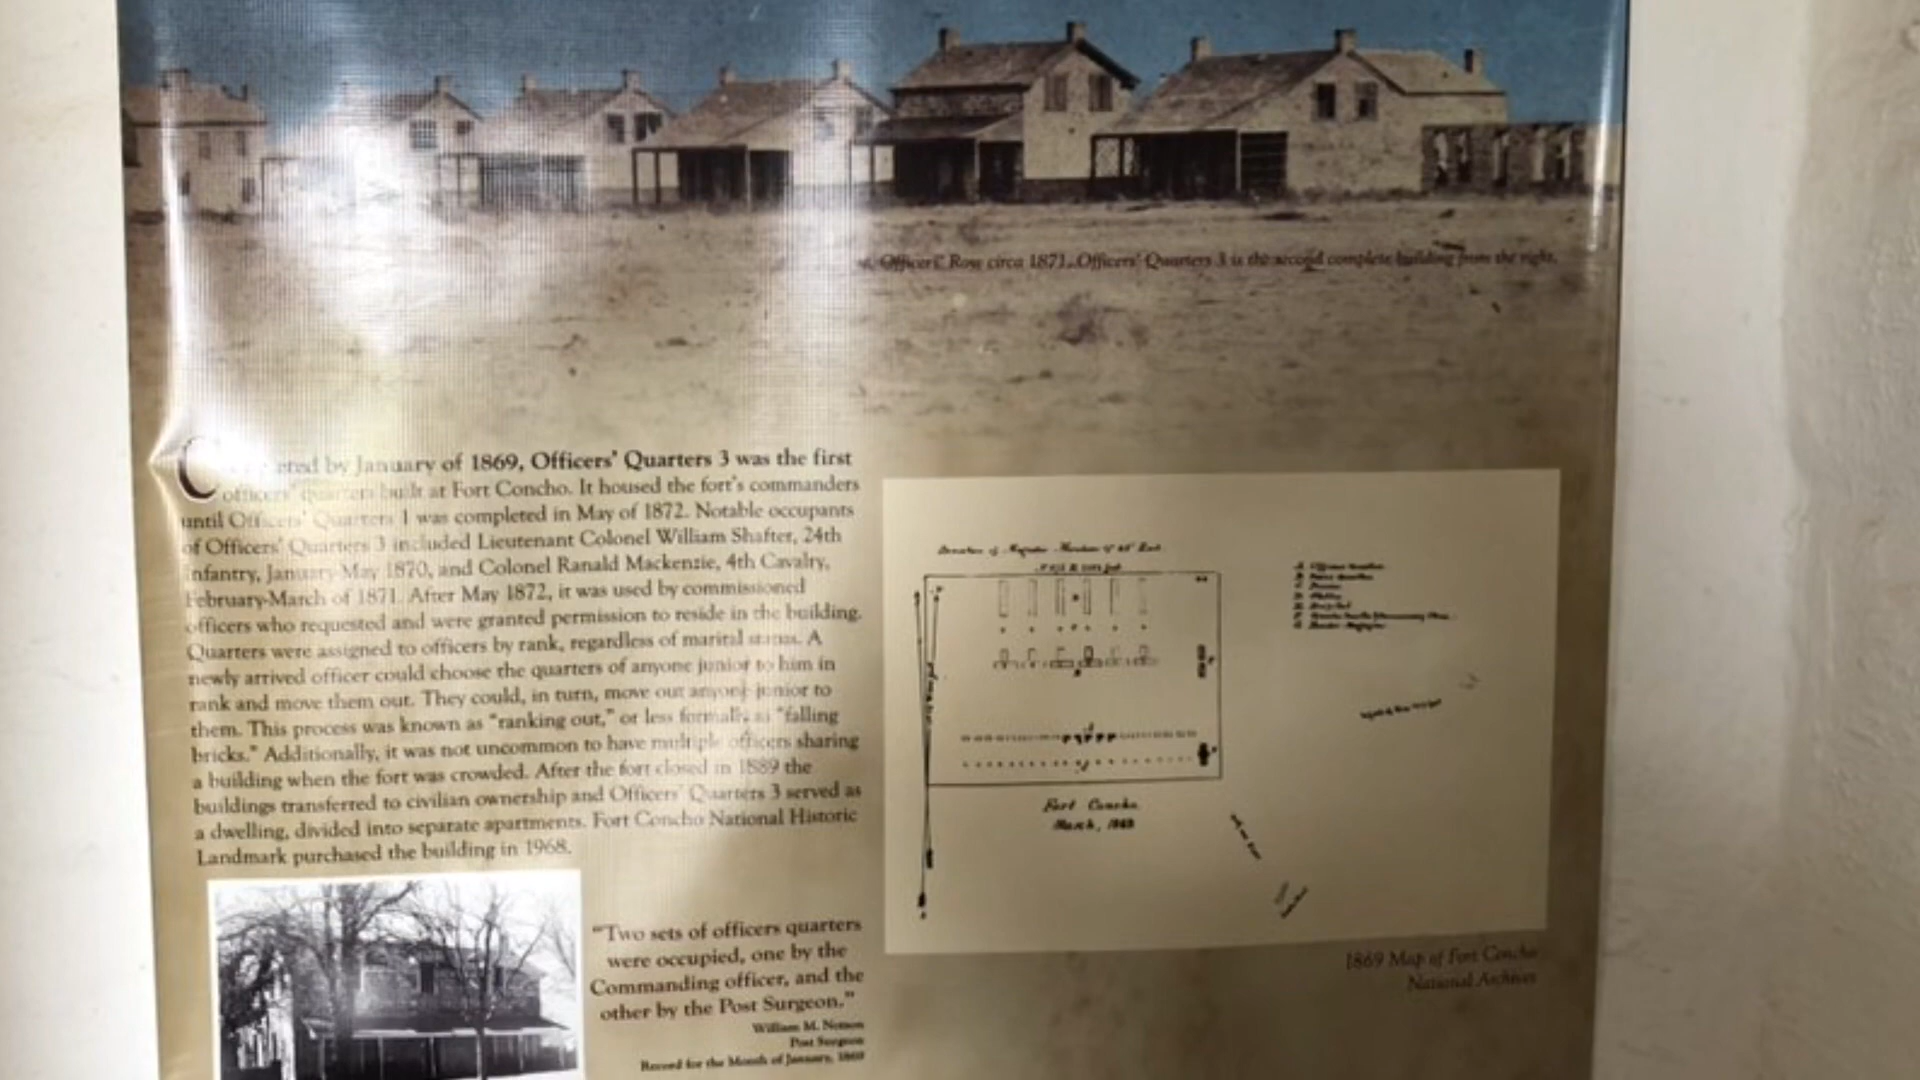 Officers' Row circa 1871. Officers' Quarters 3 is the second complete building from the right.
by January of 1869, Officers' Quarters 3 was the first
officers' quarters built at Fort Concho. It housed the fort's commanders
until Officers' Quarters 1 was completed in May of 1872. Notable occupants
of Officers' Quarters 3 included Lieutenant Colonel William Shafter, 24th
Infantry, January-May 1870, and Colonel Ranald Mackenzie, 4th Cavalry,
February-March of 1871. After May 1872, it was used by commissioned
officers who requested and were granted permission to reside in the building.
Quarters were assigned to officers by rank, regardless of marital status. A
newly arrived officer could choose the quarters of anyone junior to him in
rank and move them out. They could, in turn, move out anyone junior to
them. This process was known as "ranking out," or less formally as "falling
bricks." Additionally, it was not uncommon to have multiple officers sharing
a building when the fort was crowded. After the fort closed in 1889 the
buildings transferred to civilian ownership and Officers' Quarters 3 served as
a dwelling, divided into separate apartments. Fort Concho National Historic
Landmark purchased the building in 1968.
"Two sets of officers quarters
were occupied, one by the
Commanding officer, and the
other by the Post Surgeon."
William M. Notson
Post Surgeon
Record for the Month of January, 1869
Fort Concho
March, 1869
1869 Map of Fort Concho
National Archives